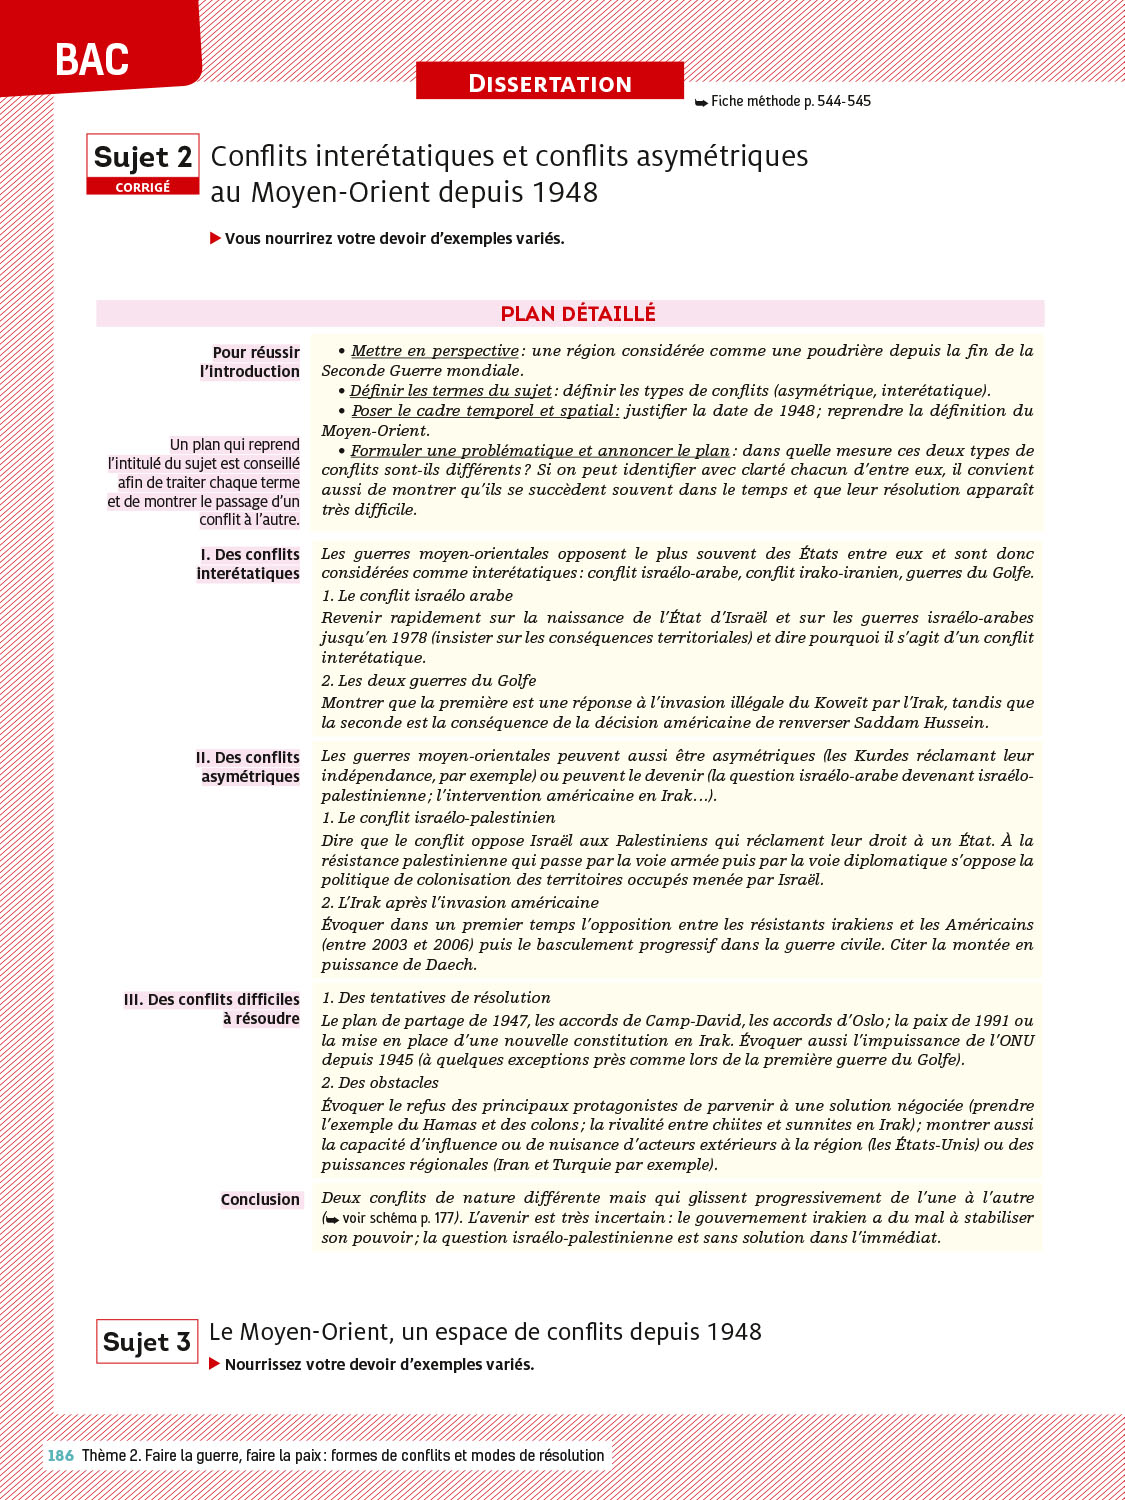 BAC
DISSERTATION
➥ Fiche méthode p. 544-545
Sujet 2
CORRIGÉ
Conflits interétatiques et conflits asymétriques
au Moyen-Orient depuis 1948
▶ Vous nourrirez votre devoir d’exemples variés.
PLAN DÉTAILLÉ
Pour réussir
l’introduction
Un plan qui reprend
l’intitulé du sujet est conseillé
afin de traiter chaque terme
et de montrer le passage d’un
conflit à l’autre.
• Mettre en perspective : une région considérée comme une poudrière depuis la fin de la
Seconde Guerre mondiale.
• Définir les termes du sujet : définir les types de conflits (asymétrique, interétatique).
• Poser le cadre temporel et spatial : justifier la date de 1948 ; reprendre la définition du
Moyen-Orient.
• Formuler une problématique et annoncer le plan : dans quelle mesure ces deux types de
conflits sont-ils différents ? Si on peut identifier avec clarté chacun d’entre eux, il convient
aussi de montrer qu’ils se succèdent souvent dans le temps et que leur résolution apparaît
très difficile.
I. Des conflits
interétatiques
Les guerres moyen-orientales opposent le plus souvent des États entre eux et sont donc
considérées comme interétatiques : conflit israélo-arabe, conflit irako-iranien, guerres du Golfe.
1. Le conflit israélo arabe
Revenir rapidement sur la naissance de l’État d’Israël et sur les guerres israélo-arabes
jusqu’en 1978 (insister sur les conséquences territoriales) et dire pourquoi il s’agit d’un conflit
interétatique.
2. Les deux guerres du Golfe
Montrer que la première est une réponse à l’invasion illégale du Koweït par l’Irak, tandis que
la seconde est la conséquence de la décision américaine de renverser Saddam Hussein.
II. Des conflits
asymétriques
Les guerres moyen-orientales peuvent aussi être asymétriques (les Kurdes réclamant leur
indépendance, par exemple) ou peuvent le devenir (la question israélo-arabe devenant israélo-
palestinienne ; l’intervention américaine en Irak…).
1. Le conflit israélo-palestinien
Dire que le conflit oppose Israël aux Palestiniens qui réclament leur droit à un État. À la
résistance palestinienne qui passe par la voie armée puis par la voie diplomatique s’oppose la
politique de colonisation des territoires occupés menée par Israël.
2. L’Irak après l’invasion américaine
Évoquer dans un premier temps l’opposition entre les résistants irakiens et les Américains
(entre 2003 et 2006) puis le basculement progressif dans la guerre civile. Citer la montée en
puissance de Daech.
III. Des conflits difficiles
à résoudre
1. Des tentatives de résolution
Le plan de partage de 1947, les accords de Camp-David, les accords d’Oslo ; la paix de 1991 ou
la mise en place d’une nouvelle constitution en Irak. Évoquer aussi l’impuissance de l’ONU
depuis 1945 (à quelques exceptions près comme lors de la première guerre du Golfe).
2. Des obstacles
Évoquer le refus des principaux protagonistes de parvenir à une solution négociée (prendre
l’exemple du Hamas et des colons ; la rivalité entre chiites et sunnites en Irak) ; montrer aussi
la capacité d’influence ou de nuisance d’acteurs extérieurs à la région (les États-Unis) ou des
puissances régionales (Iran et Turquie par exemple).
Conclusion
Deux conflits de nature différente mais qui glissent progressivement de l’une à l’autre
(➥ voir schéma p. 177). L’avenir est très incertain : le gouvernement irakien a du mal à stabiliser
son pouvoir ; la question israélo-palestinienne est sans solution dans l’immédiat.
Sujet 3
Le Moyen-Orient, un espace de conflits depuis 1948
▶ Nourrissez votre devoir d’exemples variés.
186 Thème 2. Faire la guerre, faire la paix : formes de conflits et modes de résolution